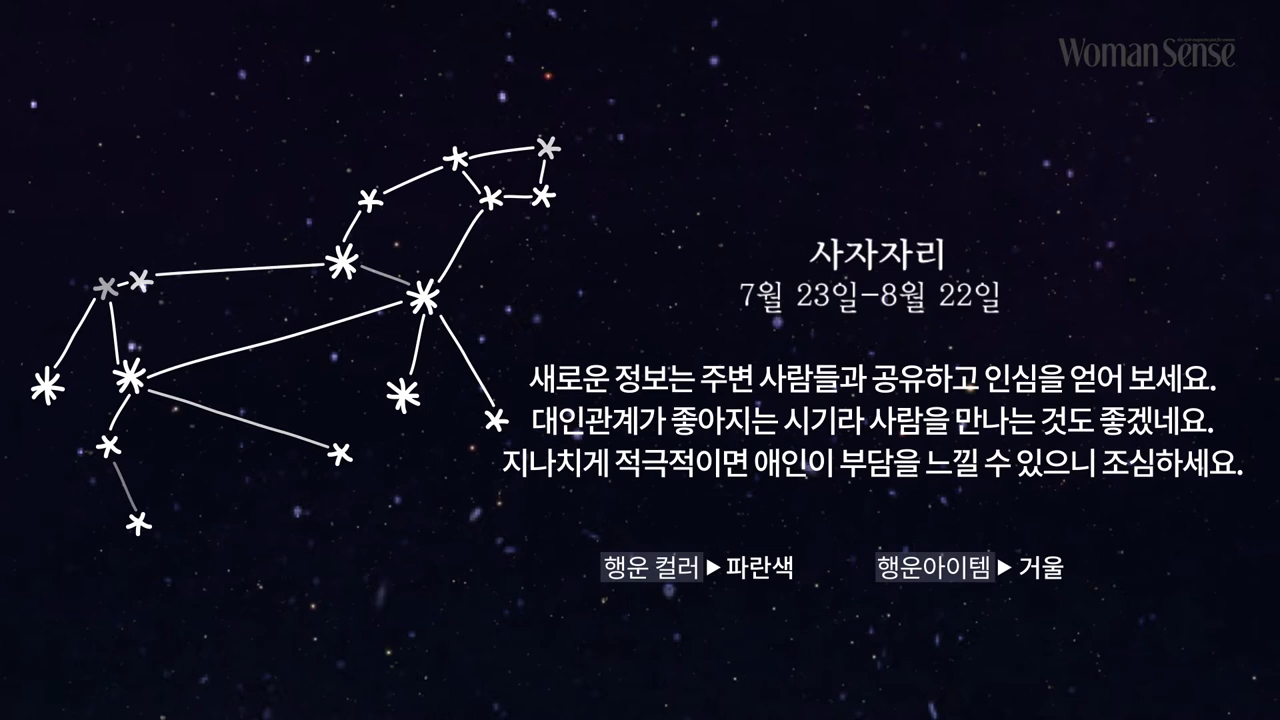 Woman Sense
사자자리
7월 23일-8월 22일
새로운 정보는 주변 사람들과 공유하고 인심을 얻어 보세요.
대인관계가 좋아지는 시기라 사람을 만나는 것도 좋겠네요.
지나치게 적극적이면 애인이 부담을 느낄 수 있으니 조심하세요.
행운 컬러 ▶ 파란색
행운아이템 ▶ 거울